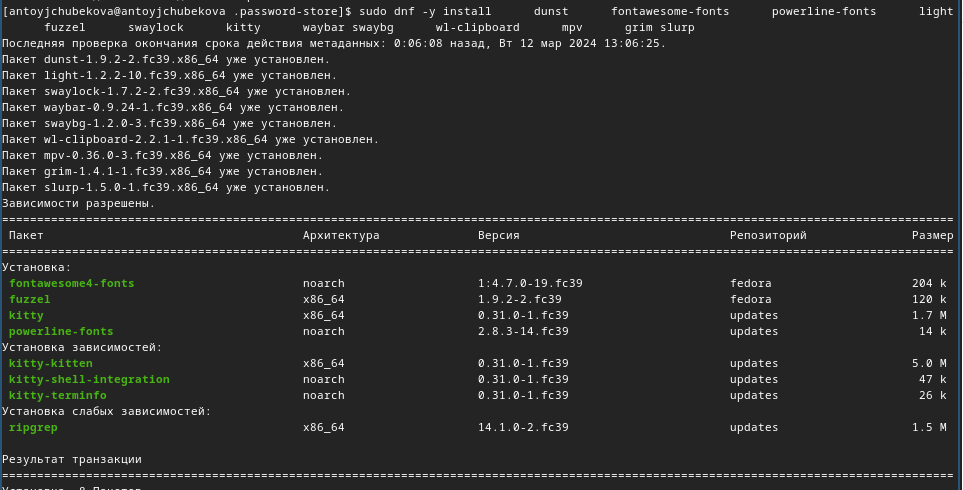 [antoyjchubekova@antoyjchubekova .password-store]$ sudo dnf -y install dunst fontawesome-fonts powerline-fonts light
fuzzel swaylock kitty waybar swaybg wl-clipboard mpv grim slurp
Последняя проверка окончания срока действия метаданных: 0:06:08 назад, Вт 12 мар 2024 13:06:25.
Пакет dunst-1.9.2-2.fc39.x86_64 уже установлен.
Пакет light-1.2.2-10.fc39.x86_64 уже установлен.
Пакет swaylock-1.7.2-2.fc39.x86_64 уже установлен.
Пакет waybar-0.9.24-1.fc39.x86_64 уже установлен.
Пакет swaybg-1.2.0-3.fc39.x86_64 уже установлен.
Пакет wl-clipboard-2.2.1-1.fc39.x86_64 уже установлен.
Пакет mpv-0.36.0-3.fc39.x86_64 уже установлен.
Пакет grim-1.4.1-1.fc39.x86_64 уже установлен.
Пакет slurp-1.5.0-1.fc39.x86_64 уже установлен.
Зависимости разрешены.
Пакет Архитектура Версия Репозиторий Размер
Установка:
fontawesome4-fonts noarch 1:4.7.0-19.fc39 fedora 204 k
fuzzel x86_64 1.9.2-2.fc39 fedora 120 k
kitty x86_64 0.31.0-1.fc39 updates 1.7 M
powerline-fonts noarch 2.8.3-14.fc39 updates 14 k
Установка зависимостей:
kitty-kitten x86_64 0.31.0-1.fc39 updates 5.0 M
kitty-shell-integration noarch 0.31.0-1.fc39 updates 47 k
kitty-terminfo noarch 0.31.0-1.fc39 updates 26 k
Установка слабых зависимостей:
ripgrep x86_64 14.1.0-2.fc39 updates 1.5 M
Результат транзакции